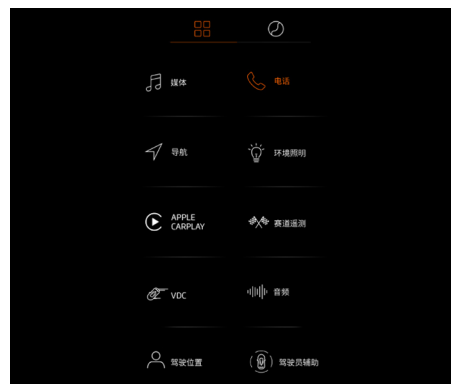 媒体
电话
导航
环境照明
APPLE
CARPLAY
赛道遥测
VDC
音频
驾驶位置
驾驶员辅助